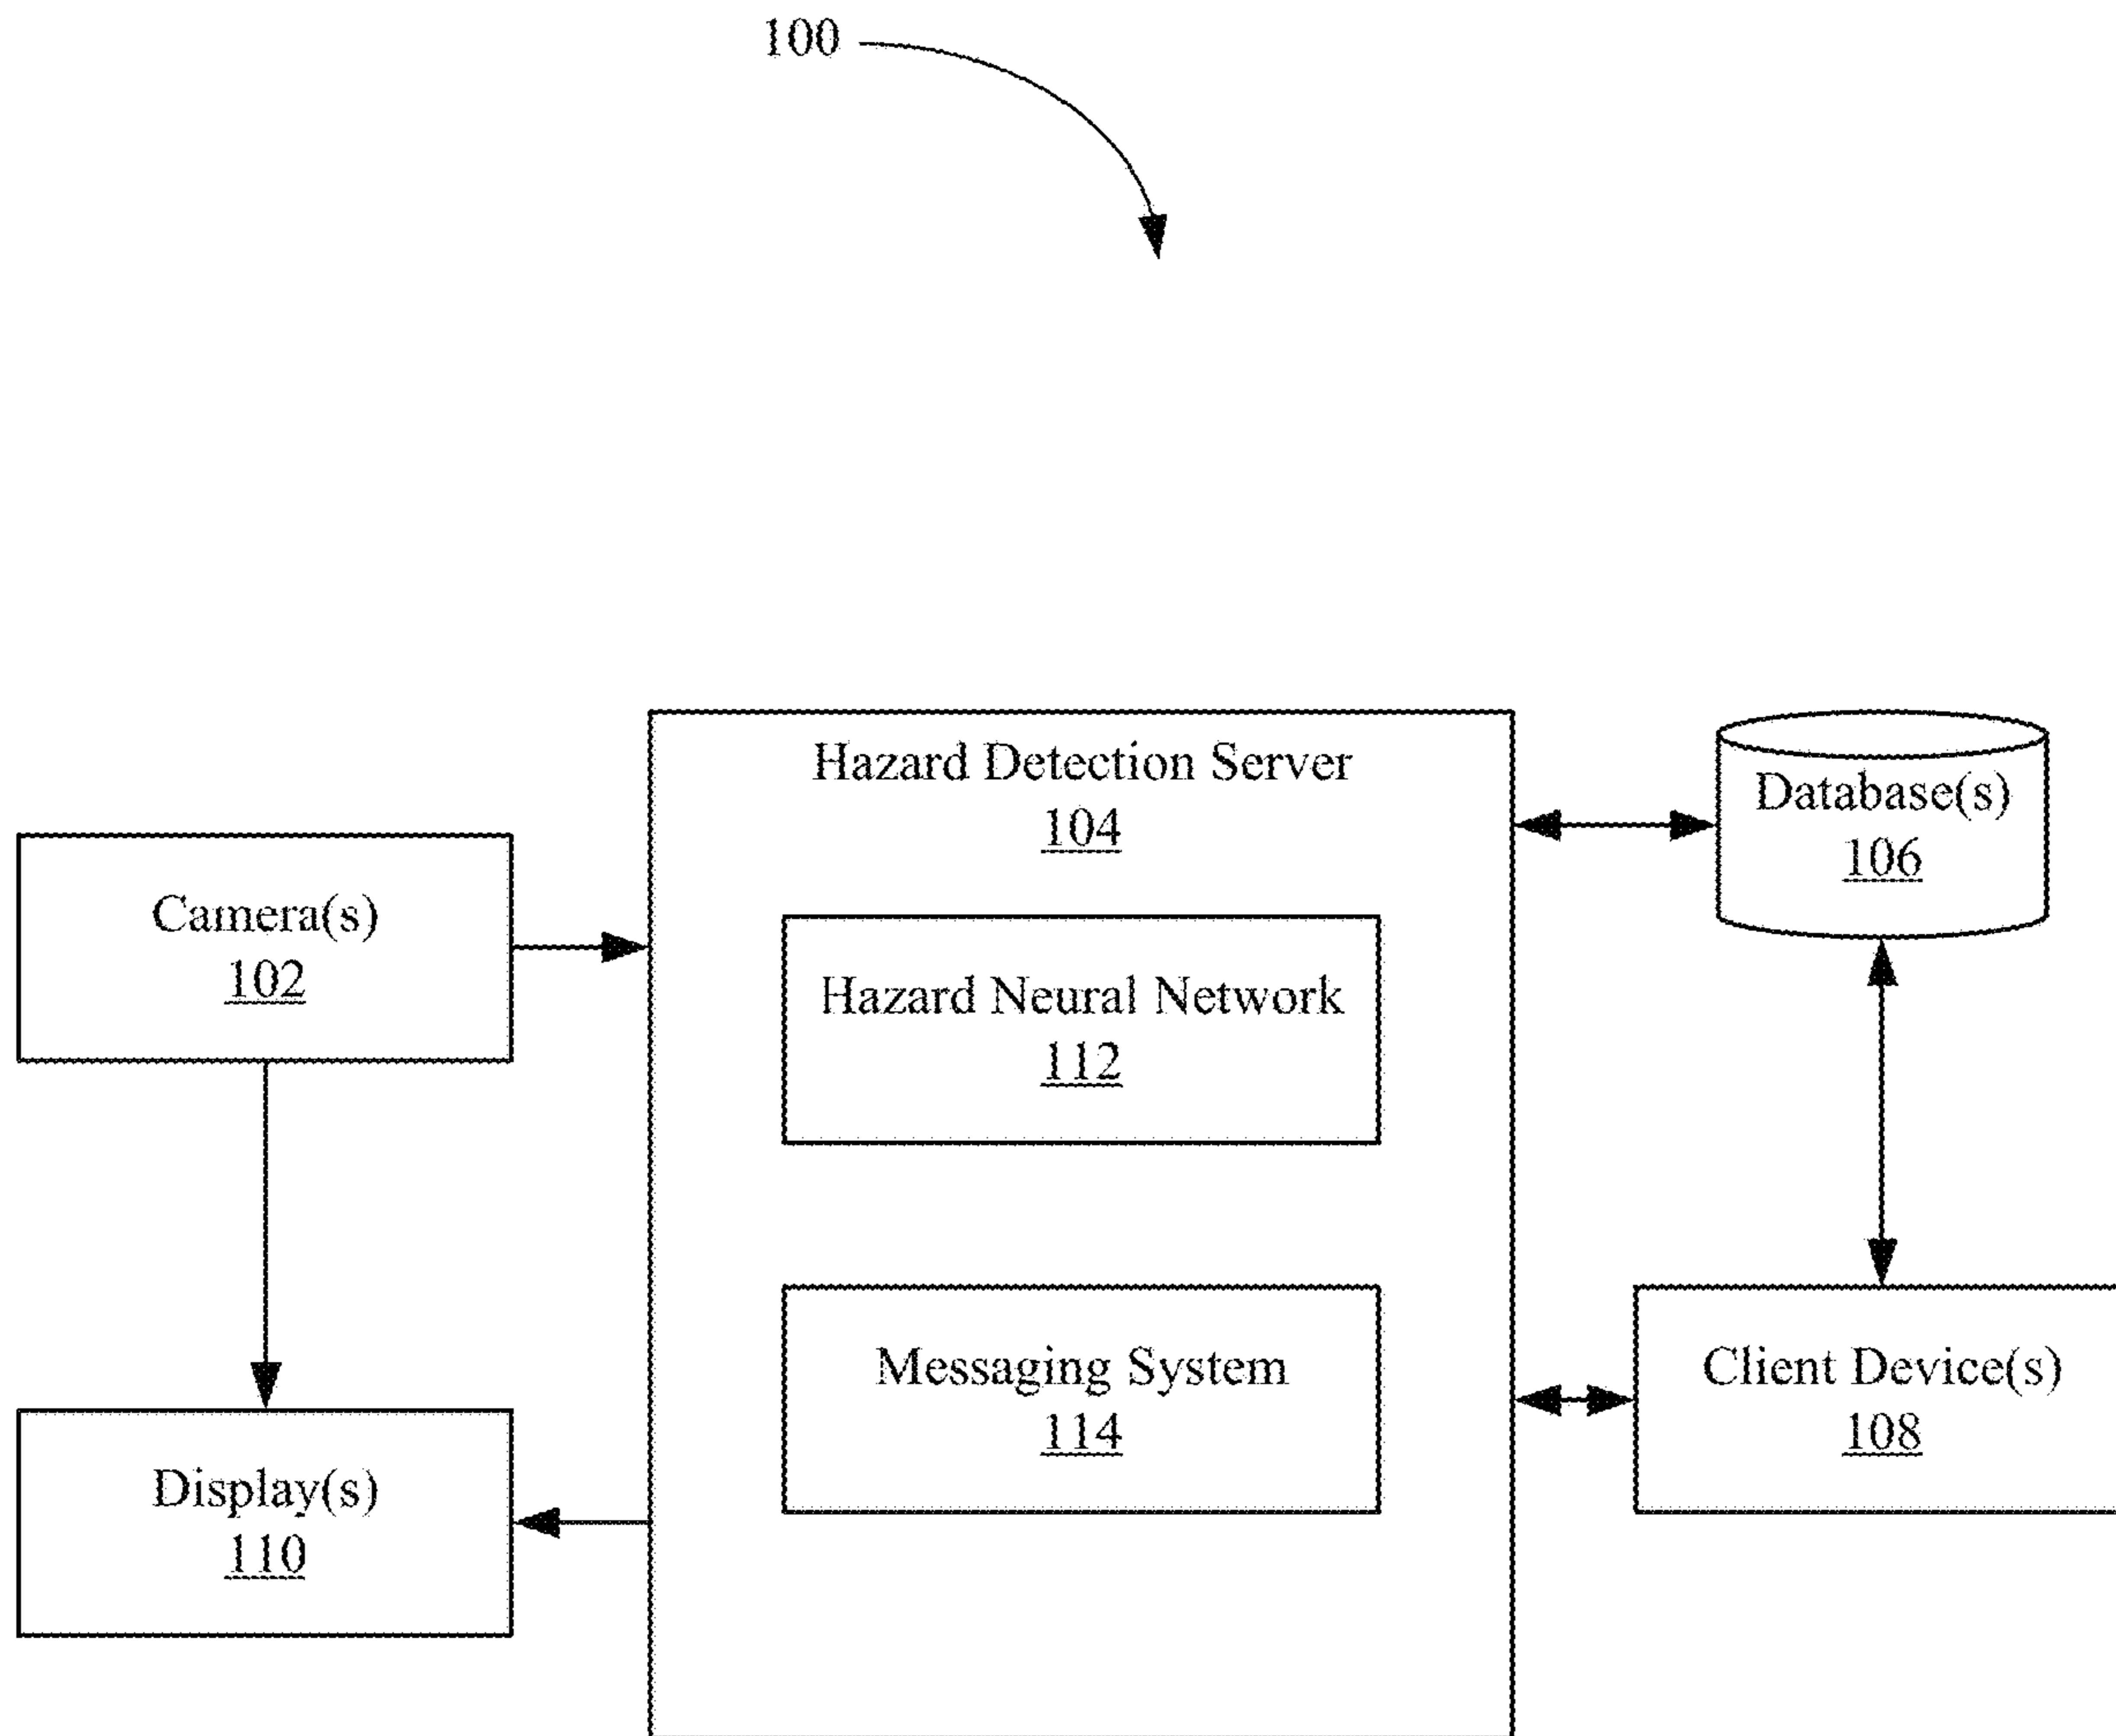 100
Hazard Detection Server
104
Database(s)
106
Camera(s)
102
Hazard Neural Network
112
Messaging System
114
Client Device(s)
108
Display(s)
110